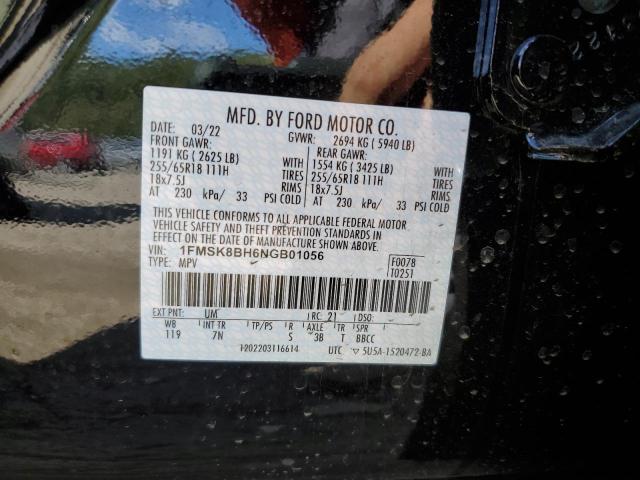 MFD. BY FORD MOTOR CO.
DATE: 03/22 GVWR: 2694 KG ( 5940 LB)
FRONT GAWR: REAR GAWR:
1191 KG ( 2625 LB) WITH 1554 KG ( 3425 LB) WITH
255/65R18 111H TIRES 255/65R18 111H TIRES
18x7.5J RIMS 18x7.5J RIMS
AT 230 kPa/ 33 PSI COLD AT 230 kPa/ 33 PSI COLD
THIS VEHICLE CONFORMS TO ALL APPLICABLE FEDERAL MOTOR
VEHICLE SAFETY AND THEFT PREVENTION STANDARDS IN
EFFECT ON THE DATE OF MANUFACTURE SHOWN ABOVE.
VIN: 1FMSK8BH6NGB01056 F0078
TYPE: MPV T0251
EXT PNT: UM RC: 21 DSO:
WB INT TR TP/PS R AXLE TR SPR
119 7N S 3B T BBCC
1202203116614 UTC ▽ 5U5A-1520472-BA